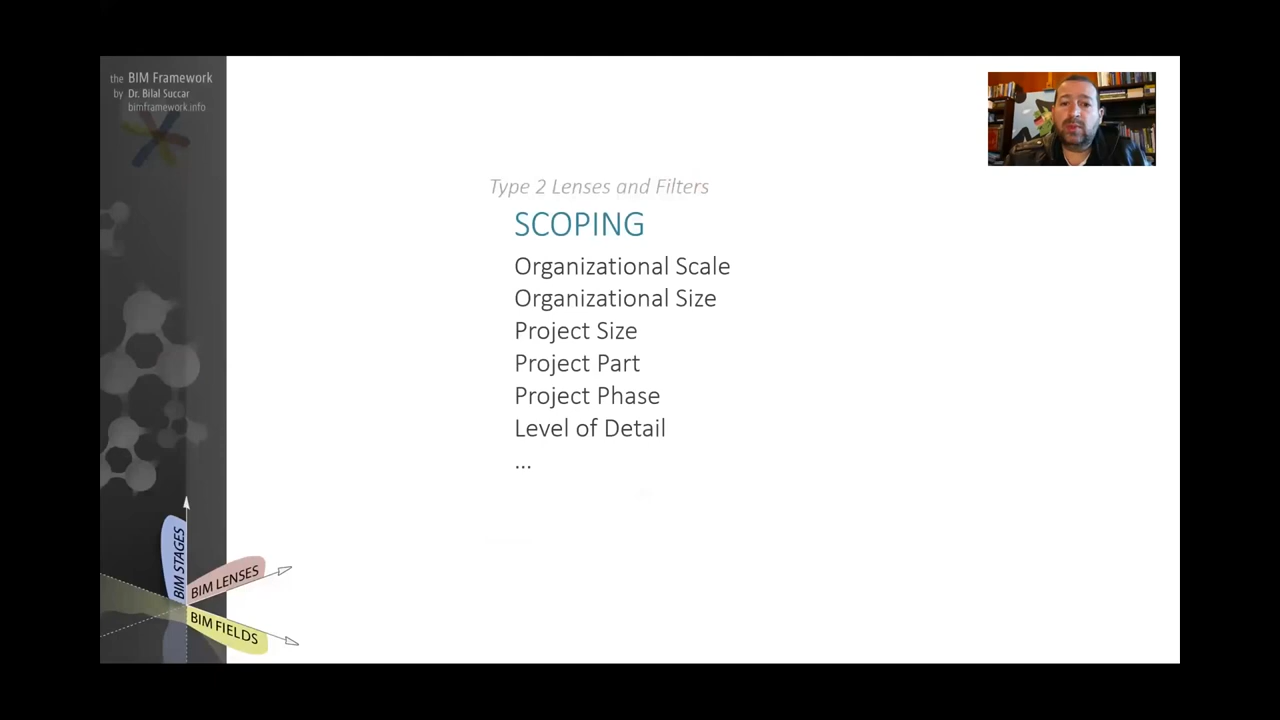 the BIM Framework
by Dr. Bilal Succar
bimframework.info
Type 2 Lenses and Filters
SCOPING
Organizational Scale
Organizational Size
Project Size
Project Part
Project Phase
Level of Detail
...
BIM STAGES
BIM LENSES
BIM FIELDS